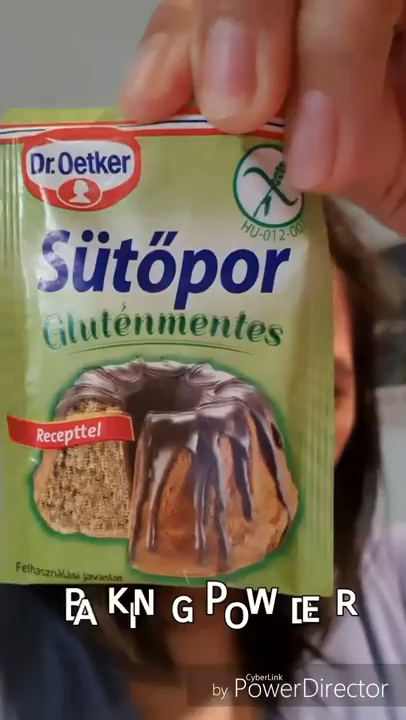 Dr. Oetker
HU-012-00
Sütőpor
Gluténmentes
Recepttel
Felhasználási javaslat
BAKING POWDER
CyberLink
by PowerDirector